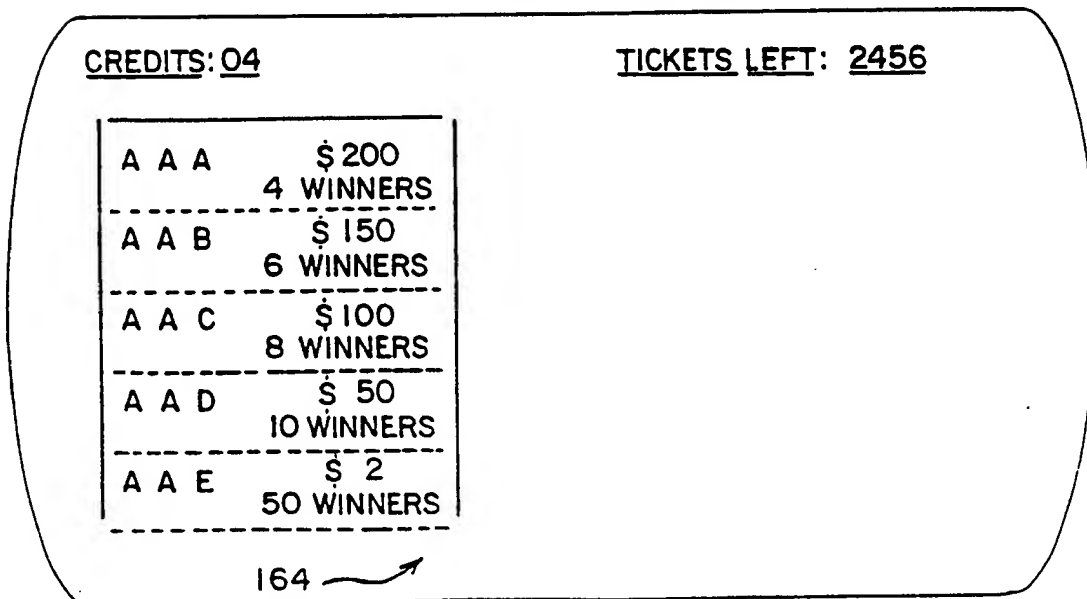 CREDITS: 04 TICKETS LEFT: 2456
A A A $ 200
4 WINNERS
A A B $ 150
6 WINNERS
A A C $ 100
8 WINNERS
A A D $ 50
10 WINNERS
A A E $ 2
50 WINNERS
164